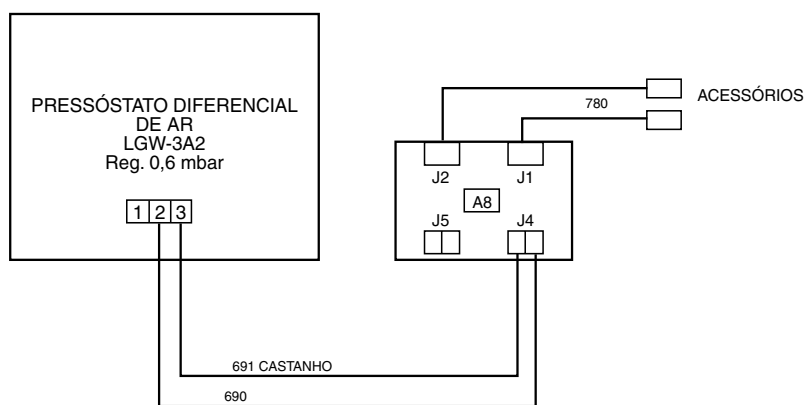 PRESSÓSTATO DIFERENCIAL
DE AR
LGW-3A2
Reg. 0,6 mbar
1 2 3
780
ACESSÓRIOS
J2 J1
A8
J5 J4
691 CASTANHO
690